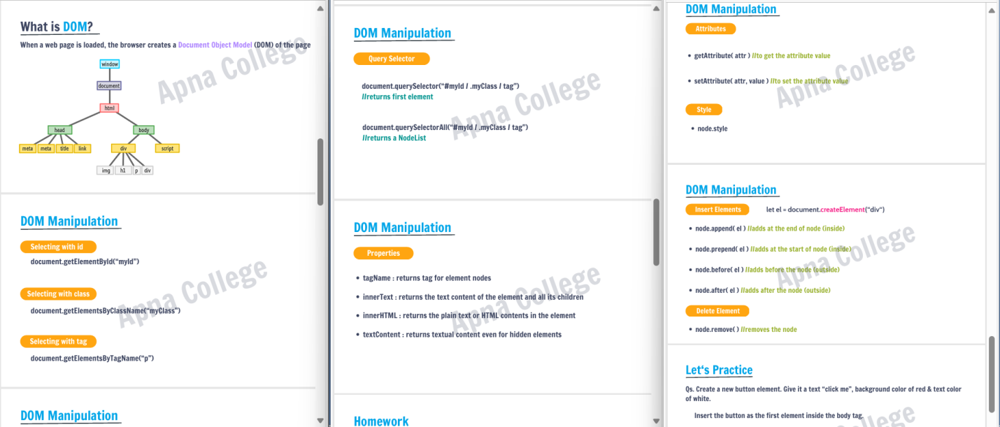 What is DOM?
When a web page is loaded, the browser creates a Document Object Model (DOM) of the page
window
document
html
head
body
meta
meta
title
link
div
script
img
h1
p
div
Apna College
DOM Manipulation
Selecting with id
document.getElementById(“myId”)
Selecting with class
document.getElementsByClassName(“myClass”)
Selecting with tag
document.getElementsByTagName(“p”)
Apna College
DOM Manipulation
DOM Manipulation
Query Selector
document.querySelector(“#myId / .myClass / tag”)
//returns first element
document.querySelectorAll(“#myId / .myClass / tag”)
//returns a NodeList
Apna College
DOM Manipulation
Properties
tagName : returns tag for element nodes
innerText : returns the text content of the element and all its children
innerHTML : returns the plain text or HTML contents in the element
textContent : returns textual content even for hidden elements
Apna College
Homework
DOM Manipulation
Attributes
getAttribute( attr ) //to get the attribute value
setAttribute( attr, value ) //to set the attribute value
Style
node.style
Apna College
DOM Manipulation
Insert Elements
let el = document.createElement(“div“)
node.append( el ) //adds at the end of node (inside)
node.prepend( el ) //adds at the start of node (inside)
node.before( el ) //adds before the node (outside)
node.after( el ) //adds after the node (outside)
Delete Element
node.remove( ) //removes the node
Apna College
Let‘s Practice
Qs. Create a new button element. Give it a text “click me”, background color of red & text color
of white.
Insert the button as the first element inside the body tag.